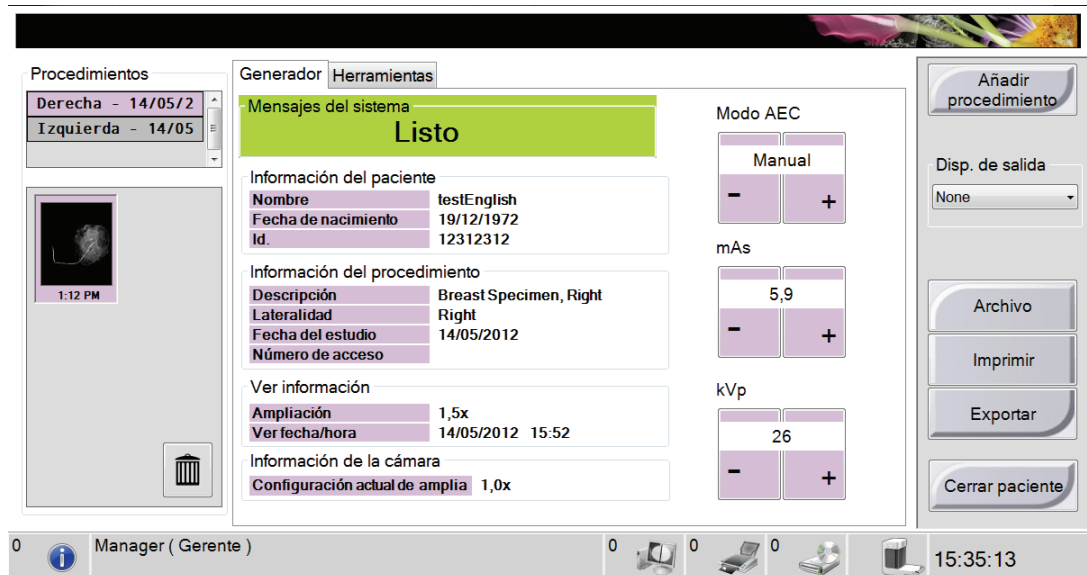 Procedimientos
Derecha - 14/05/2
Izquierda - 14/05
1:12 PM
Generador
Herramientas
Mensajes del sistema
Listo
Información del paciente
Nombre testEnglish
Fecha de nacimiento 19/12/1972
Id. 12312312
Información del procedimiento
Descripción Breast Specimen, Right
Lateralidad Right
Fecha del estudio 14/05/2012
Número de acceso
Ver información
Ampliación 1,5x
Ver fecha/hora 14/05/2012 15:52
Información de la cámara
Configuración actual de amplia 1,0x
Modo AEC
Manual
- +
mAs
5,9
- +
kVp
26
- +
Añadir
procedimiento
Disp. de salida
None
Archivo
Imprimir
Exportar
Cerrar paciente
0 Manager ( Gerente ) 0 0 0 15:35:13